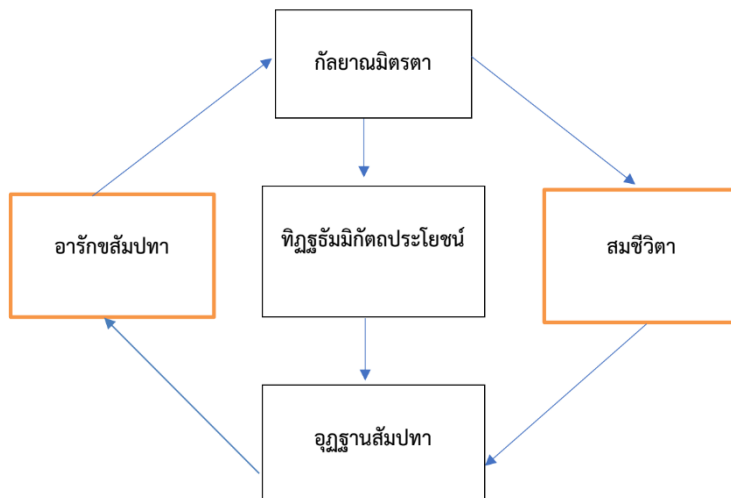 กัลยาณมิตรตา
อารักขสัมปทา
ทิฏฐธัมมิกัตถประโยชน์
สมชีวิตา
อุฏฐานสัมปทา